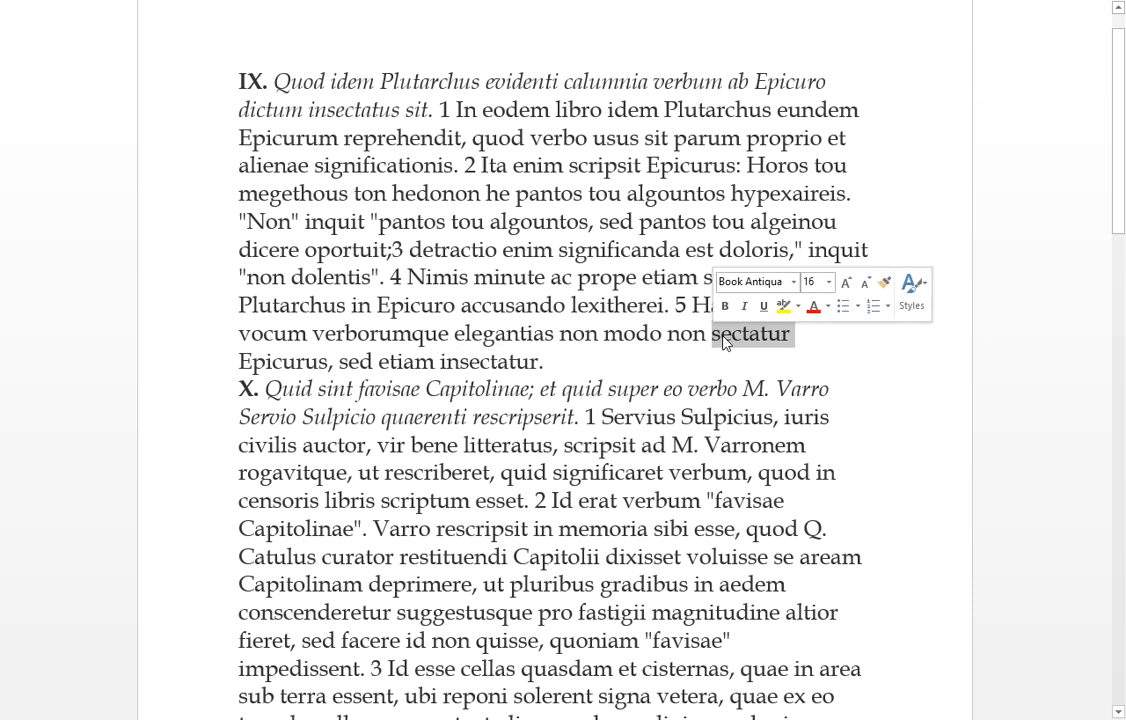 IX. Quod idem Plutarchus evidenti calumnia verbum ab Epicuro
dictum insectatus sit. 1 In eodem libro idem Plutarchus eundem
Epicurum reprehendit, quod verbo usus sit parum proprio et
alienae significationis. 2 Ita enim scripsit Epicurus: Horos tou
megethous ton hedonon he pantos tou algountos hypexaireis.
"Non" inquit "pantos tou algountos, sed pantos tou algeinou
dicere oportuit;3 detractio enim significanda est doloris," inquit
"non dolentis". 4 Nimis minute ac prope etiam
Book Antiqua 16
Plutarchus in Epicuro accusando lexitherei. 5
B I U ab A Styles
vocum verborumque elegantias non modo non sectatur
Epicurus, sed etiam insectatur.
X. Quid sint favisae Capitolinae; et quid super eo verbo M. Varro
Servio Sulpicio quaerenti rescripserit. 1 Servius Sulpicius, iuris
civilis auctor, vir bene litteratus, scripsit ad M. Varronem
rogavitque, ut rescriberet, quid significaret verbum, quod in
censoris libris scriptum esset. 2 Id erat verbum "favisae
Capitolinae". Varro rescripsit in memoria sibi esse, quod Q.
Catulus curator restituendi Capitolii dixisset voluisse se aream
Capitolinam deprimere, ut pluribus gradibus in aedem
conscenderetur suggestusque pro fastigii magnitudine altior
fieret, sed facere id non quisse, quoniam "favisae"
impedissent. 3 Id esse cellas quasdam et cisternas, quae in area
sub terra essent, ubi reponi solerent signa vetera, quae ex eo